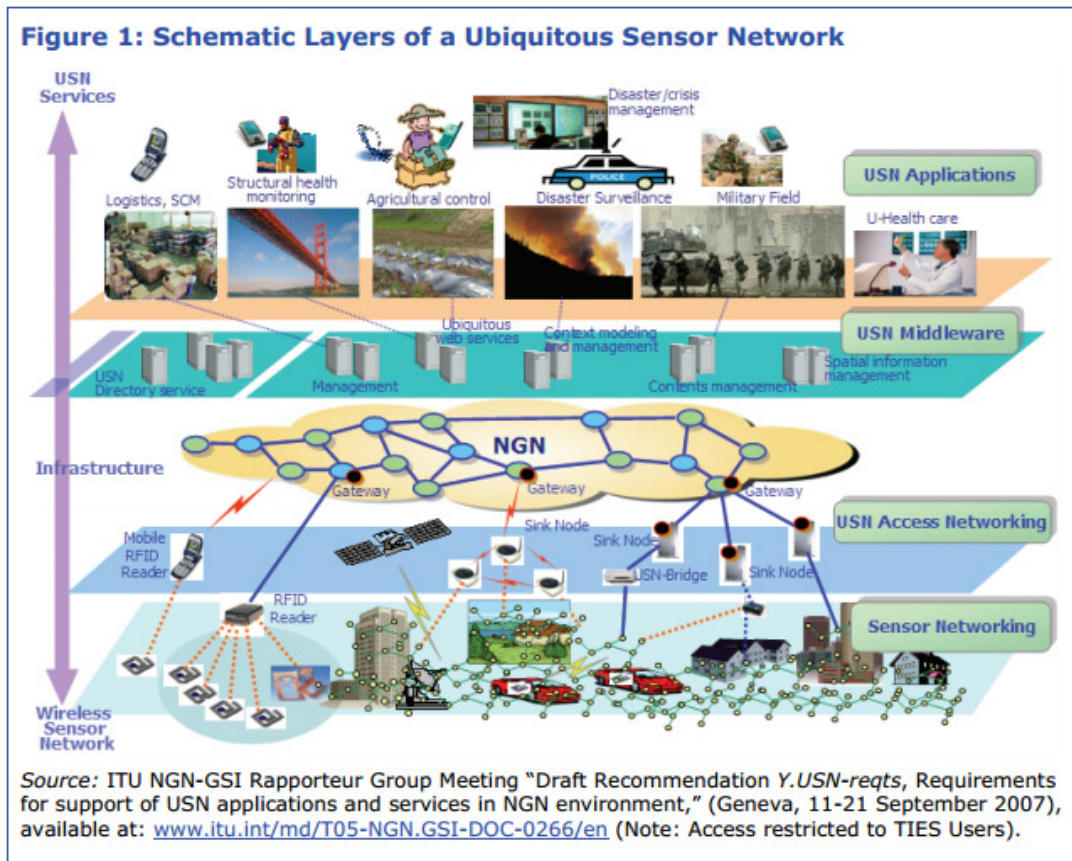 Figure 1: Schematic Layers of a Ubiquitous Sensor Network
USN
Services
Disaster/crisis
management
Structural health
monitoring
Logistics, SCM
Agricultural control
POLICE
Disaster Surveillance
Military Field
USN Applications
U-Health care
USN Middleware
Ubiquitous
web services
Context modeling
and management
USN
Directory service
Management
Contents management
Spatial information
management
NGN
Infrastructure
Gateway
Gateway
Gateway
USN Access Networking
Mobile
RFID
Reader
Sink Node
Sink Node
USN-Bridge
Sink Node
RFID
Reader
Sensor Networking
Wireless
Sensor
Network
Source: ITU NGN-GSI Rapporteur Group Meeting “Draft Recommendation Y.USN-reqts, Requirements
for support of USN applications and services in NGN environment,” (Geneva, 11-21 September 2007),
available at: www.itu.int/md/T05-NGN.GSI-DOC-0266/en (Note: Access restricted to TIES Users).